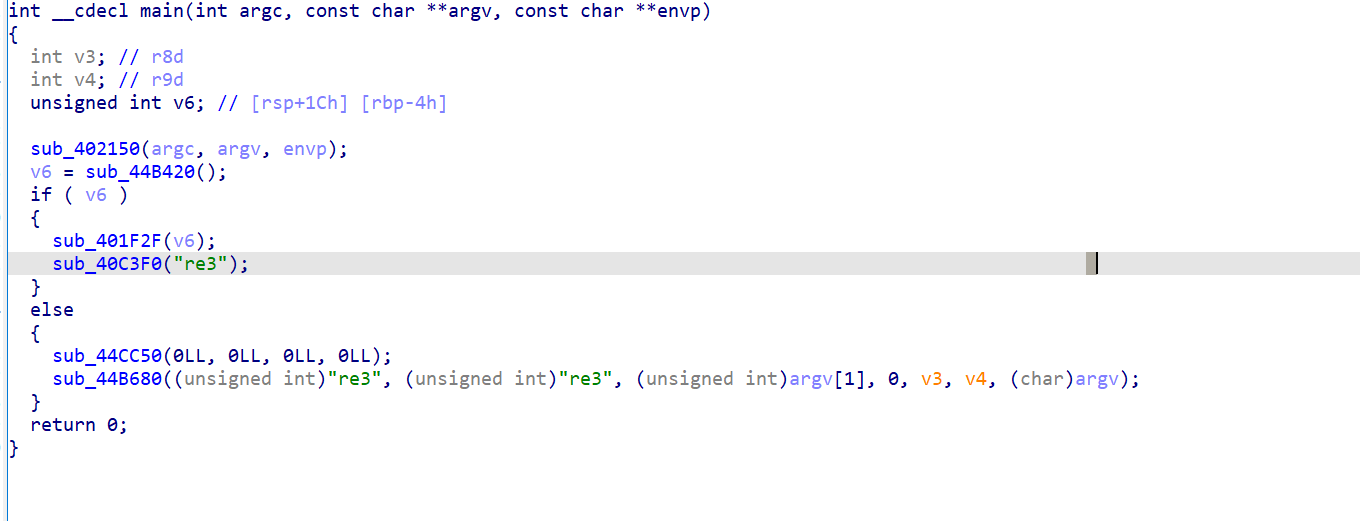 int __cdecl main(int argc, const char **argv, const char **envp)
{
  int v3; // r8d
  int v4; // r9d
  unsigned int v6; // [rsp+1Ch] [rbp-4h]

  sub_402150(argc, argv, envp);
  v6 = sub_44B420();
  if ( v6 )
  {
    sub_401F2F(v6);
    sub_40C3F0("re3");
  }
  else
  {
    sub_44CC50(0LL, 0LL, 0LL, 0LL);
    sub_44B680((unsigned int)"re3", (unsigned int)"re3", (unsigned int)argv[1], 0, v3, v4, (char)argv);
  }
  return 0;
}